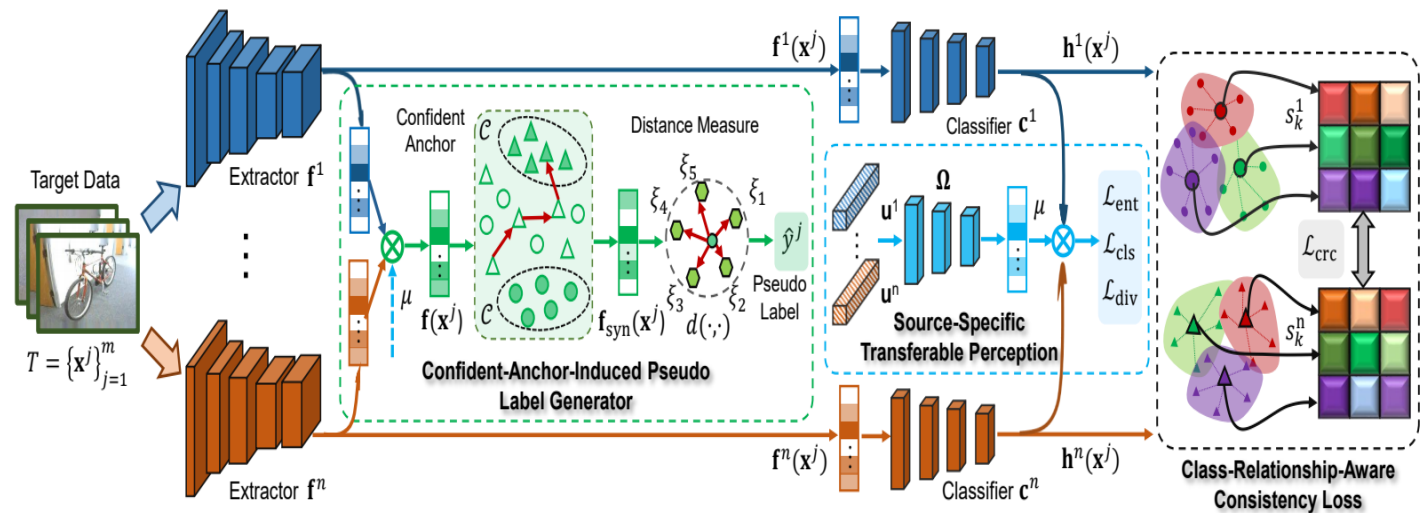 Target Data
T = {x^j}_{j=1}^m
Extractor f^1
Extractor f^n
μ
f(x^j)
Confident
Anchor
C
C
f_syn(x^j)
Distance Measure
ξ_5
ξ_4
ξ_1
ξ_3
ξ_2
d(·,·)
ŷ^j
Pseudo
Label
Confident-Anchor-Induced Pseudo
Label Generator
f^1(x^j)
Classifier c^1
h^1(x^j)
u^1
u^n
Ω
μ
L_ent
L_cls
L_div
Source-Specific
Transferable Perception
f^n(x^j)
Classifier c^n
h^n(x^j)
s_k^1
L_crc
s_k^n
Class-Relationship-Aware
Consistency Loss